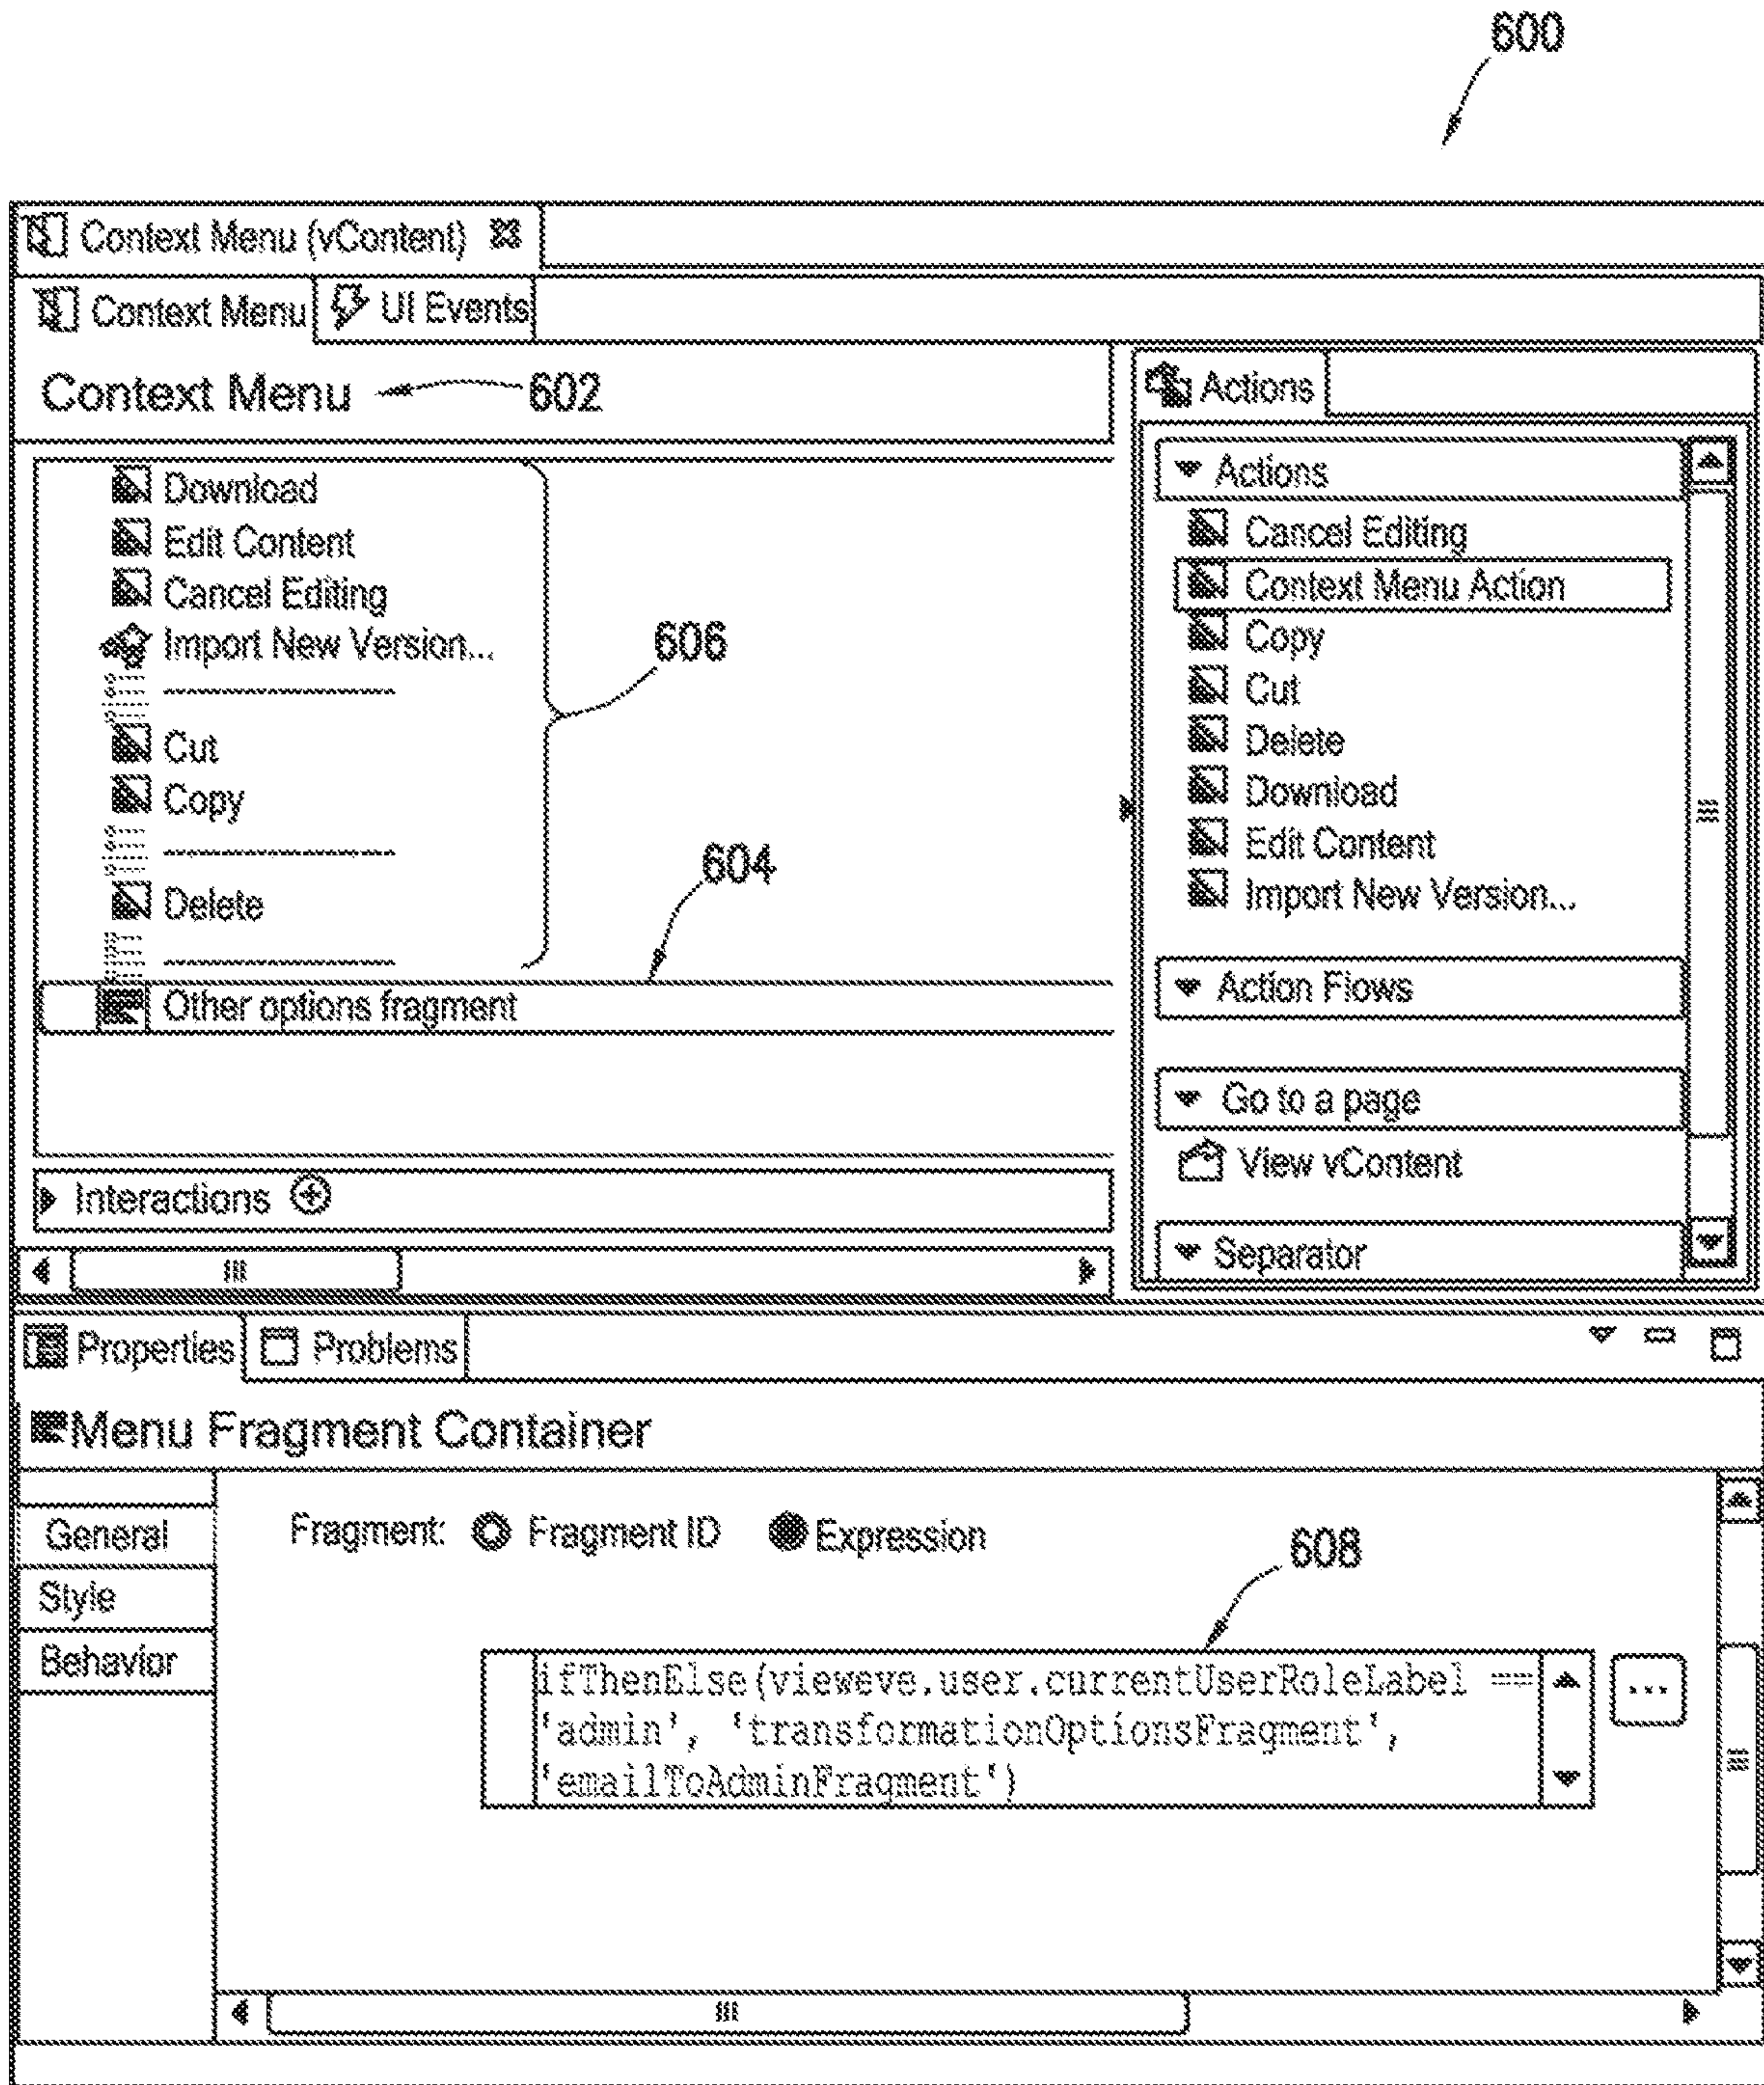 600
Context Menu (vContent)
Context Menu UI Events
Context Menu 602
Download
Edit Content
Cancel Editing
Import New Version...
606
Cut
Copy
604
Delete
Other options fragment
Interactions
Actions
Actions
Cancel Editing
Context Menu Action
Copy
Cut
Delete
Download
Edit Content
Import New Version...
Action Flows
Go to a page
View vContent
Separator
Properties Problems
Menu Fragment Container
General
Style
Behavior
Fragment: Fragment ID Expression
608
ifThenElse(vieweve.user.currentUserRoleLabel ==
'admin', 'transformationOptionsFragment',
'emailToAdminFragment')
...